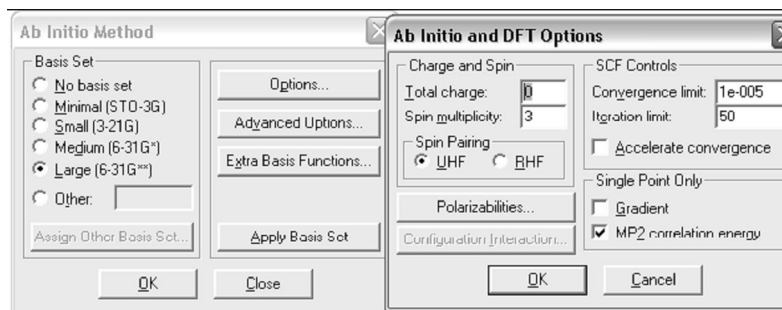 Ab Initio Method
Basis Set
No basis set
Minimal (STO-3G)
Small (3-21G)
Medium (6-31G*)
Large (6-31G**)
Other:
Assign Other Basis Set...
Options...
Advanced Options...
Extra Basis Functions...
Apply Basis Set
OK
Close
Ab Initio and DFT Options
Charge and Spin
Total charge: 0
Spin multiplicity: 3
Spin Pairing
UHF RHF
Polarizabilities...
Configuration Interaction...
SCF Controls
Convergence limit: 1e-005
Iteration limit: 50
Accelerate convergence
Single Point Only
Gradient
MP2 correlation energy
OK
Cancel